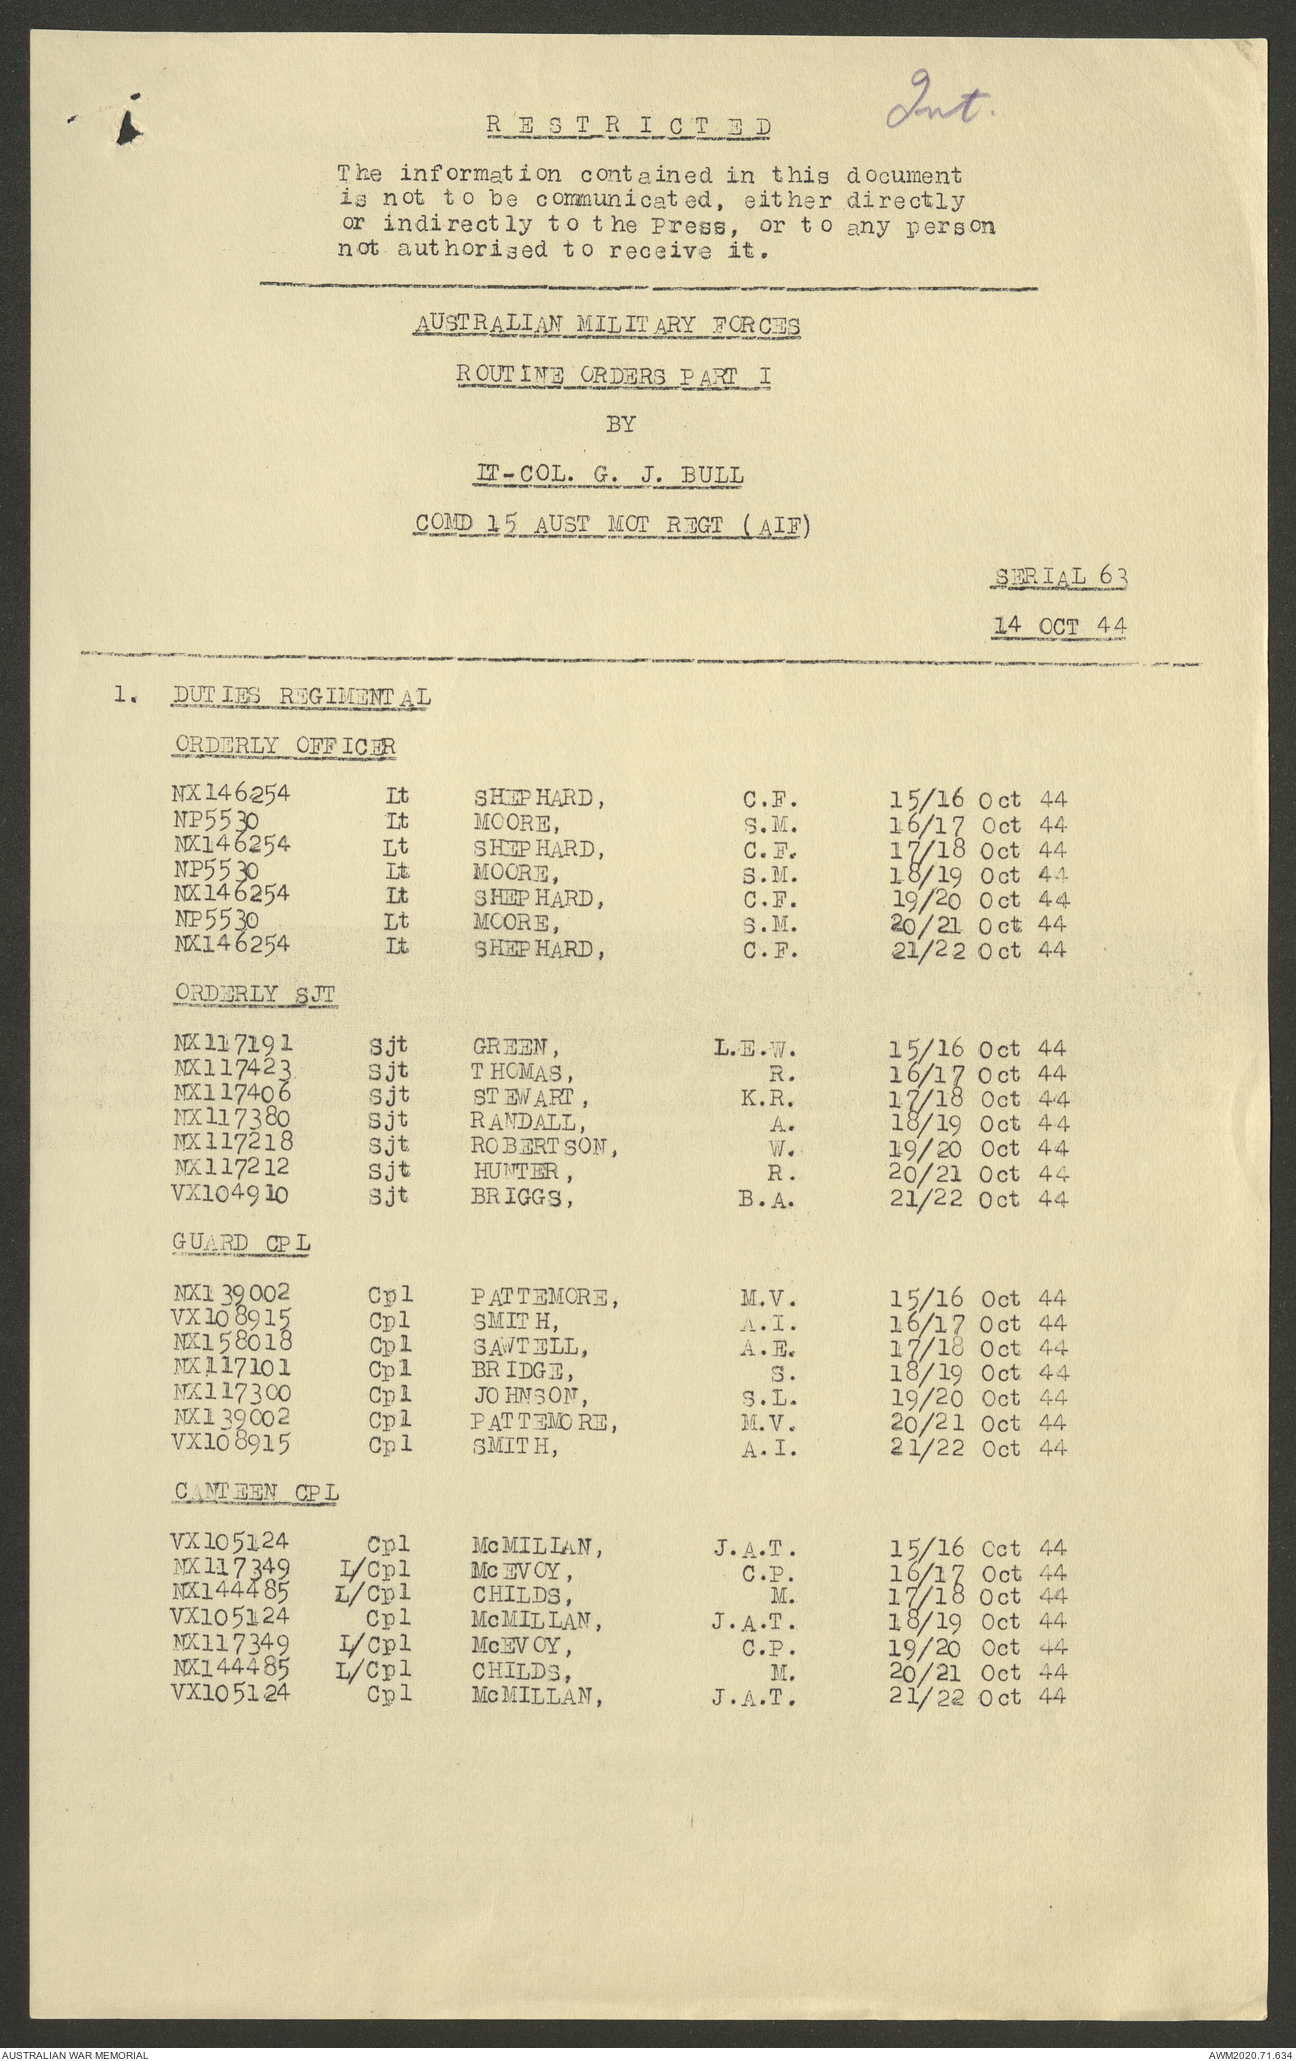 Int.
RESTRICTED
The information contained in this document
is not to be communicated, either directly
or indirectly to the Press, or to any person
not authorised to receive it.
AUSTRALIAN MILITARY FORCES
ROUTINE ORDERS PART I
BY
LT-COL. G. J. BULL
COMD 15 AUST MOT REGT (AIF)
SERIAL 63
14 OCT 44
1. DUTIES REGIMENTAL
ORDERLY OFFICER
NX146254 Lt SHEPHARD, C.F. 15/16 Oct 44
NP5530 Lt MOORE, S.M. 16/17 Oct 44
NX146254 Lt SHEPHARD, C.F. 17/18 Oct 44
NP5530 Lt MOORE, S.M. 18/19 Oct 44
NX146254 Lt SHEPHARD, C.F. 19/20 Oct 44
NP5530 Lt MOORE, S.M. 20/21 Oct 44
NX146254 Lt SHEPHARD, C.F. 21/22 Oct 44
ORDERLY SJT
NX117191 Sjt GREEN, L.E.W. 15/16 Oct 44
NX117423 Sjt THOMAS, R. 16/17 Oct 44
NX117406 Sjt STEWART, K.R. 17/18 Oct 44
NX117380 Sjt RANDALL, A. 18/19 Oct 44
NX117218 Sjt ROBERTSON, W. 19/20 Oct 44
NX117212 Sjt HUNTER, R. 20/21 Oct 44
VX104910 Sjt BRIGGS, B.A. 21/22 Oct 44
GUARD CPL
NX139002 Cpl PATTEMORE, M.V. 15/16 Oct 44
VX108915 Cpl SMITH, A.I. 16/17 Oct 44
NX158018 Cpl SAWTELL, A.E. 17/18 Oct 44
NX117101 Cpl BRIDGE, S. 18/19 Oct 44
NX117300 Cpl JOHNSON, S.L. 19/20 Oct 44
NX139002 Cpl PATTEMORE, M.V. 20/21 Oct 44
VX108915 Cpl SMITH, A.I. 21/22 Oct 44
CANTEEN CPL
VX105124 Cpl McMILLAN, J.A.T. 15/16 Oct 44
NX117349 L/Cpl McEVOY, C.P. 16/17 Oct 44
NX144485 L/Cpl CHILDS, M. 17/18 Oct 44
VX105124 Cpl McMILLAN, J.A.T. 18/19 Oct 44
NX117349 L/Cpl McEVOY, C.P. 19/20 Oct 44
NX144485 L/Cpl CHILDS, M. 20/21 Oct 44
VX105124 Cpl McMILLAN, J.A.T. 21/22 Oct 44
AUSTRALIAN WAR MEMORIAL
AWM2020.71.634